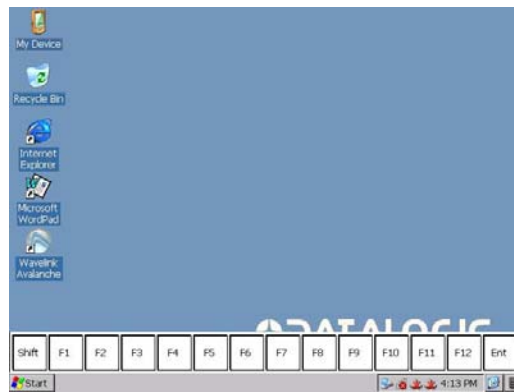 My Device
Recycle Bin
Internet
Explorer
Microsoft
WordPad
Wavelink
Avalanche
DATALOGIC
Shift F1 F2 F3 F4 F5 F6 F7 F8 F9 F10 F11 F12 Ent
Start 4:13 PM